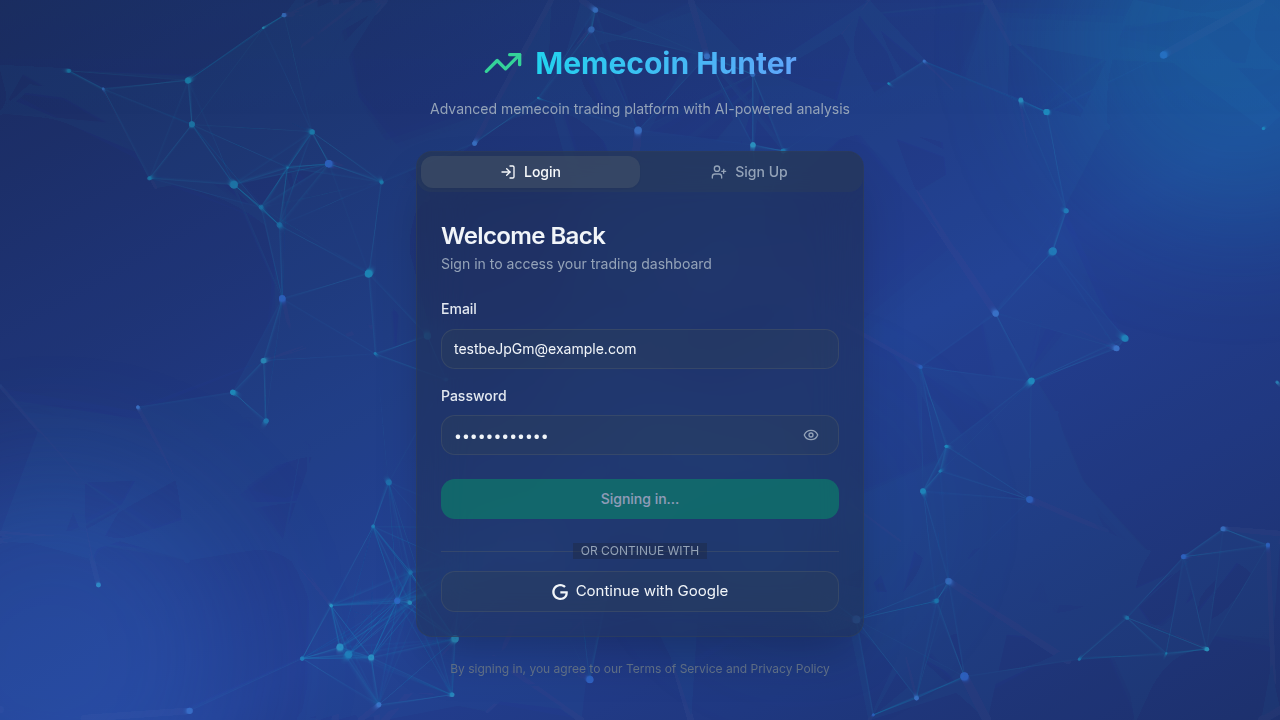 Memecoin Hunter
Advanced memecoin trading platform with AI-powered analysis
Login
Sign Up
Welcome Back
Sign in to access your trading dashboard
Email
testbeJpGm@example.com
Password
••••••••••••
Signing in...
OR CONTINUE WITH
Continue with Google
By signing in, you agree to our Terms of Service and Privacy Policy